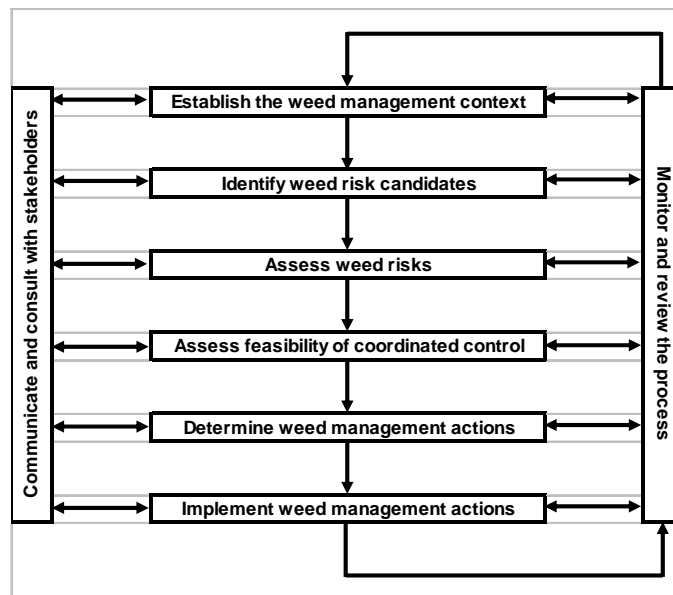 Establish the weed management context
Identify weed risk candidates
Assess weed risks
Assess feasibility of coordinated control
Determine weed management actions
Implement weed management actions
Communicate and consult with stakeholders
Monitor and review the process